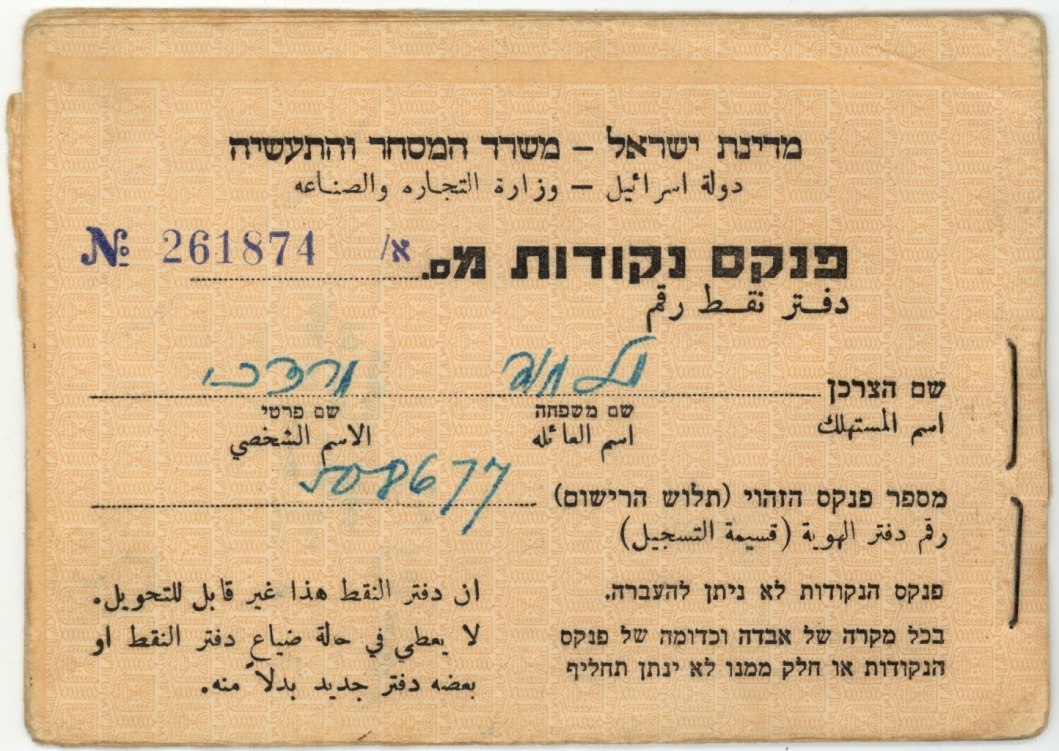 מדינת ישראל – משרד המסחר והתעשיה
دولة اسرائيل – وزارة التجاره والصناعه
פנקס נקודות מס. א/ 261874 №
دفتر نقط رقم
שם הצרכן
שם משפחה שם פרטי
اسم المستهلك اسم العائله الاسم الشخصي
מספר פנקס הזהוי (תלוש הרישום) 508677
رقم دفتر الهوية (قسيمة التسجيل)
פנקס הנקודות לא ניתן להעברה.
בכל מקרה של אבדה וכדומה של פנקס
הנקודות או חלק ממנו לא ינתן תחליף
ان دفتر النقط هذا غير قابل للتحويل.
لا يعطي في حالة ضياع دفتر النقط او
بعضه دفتر جديد بدلاً منه.